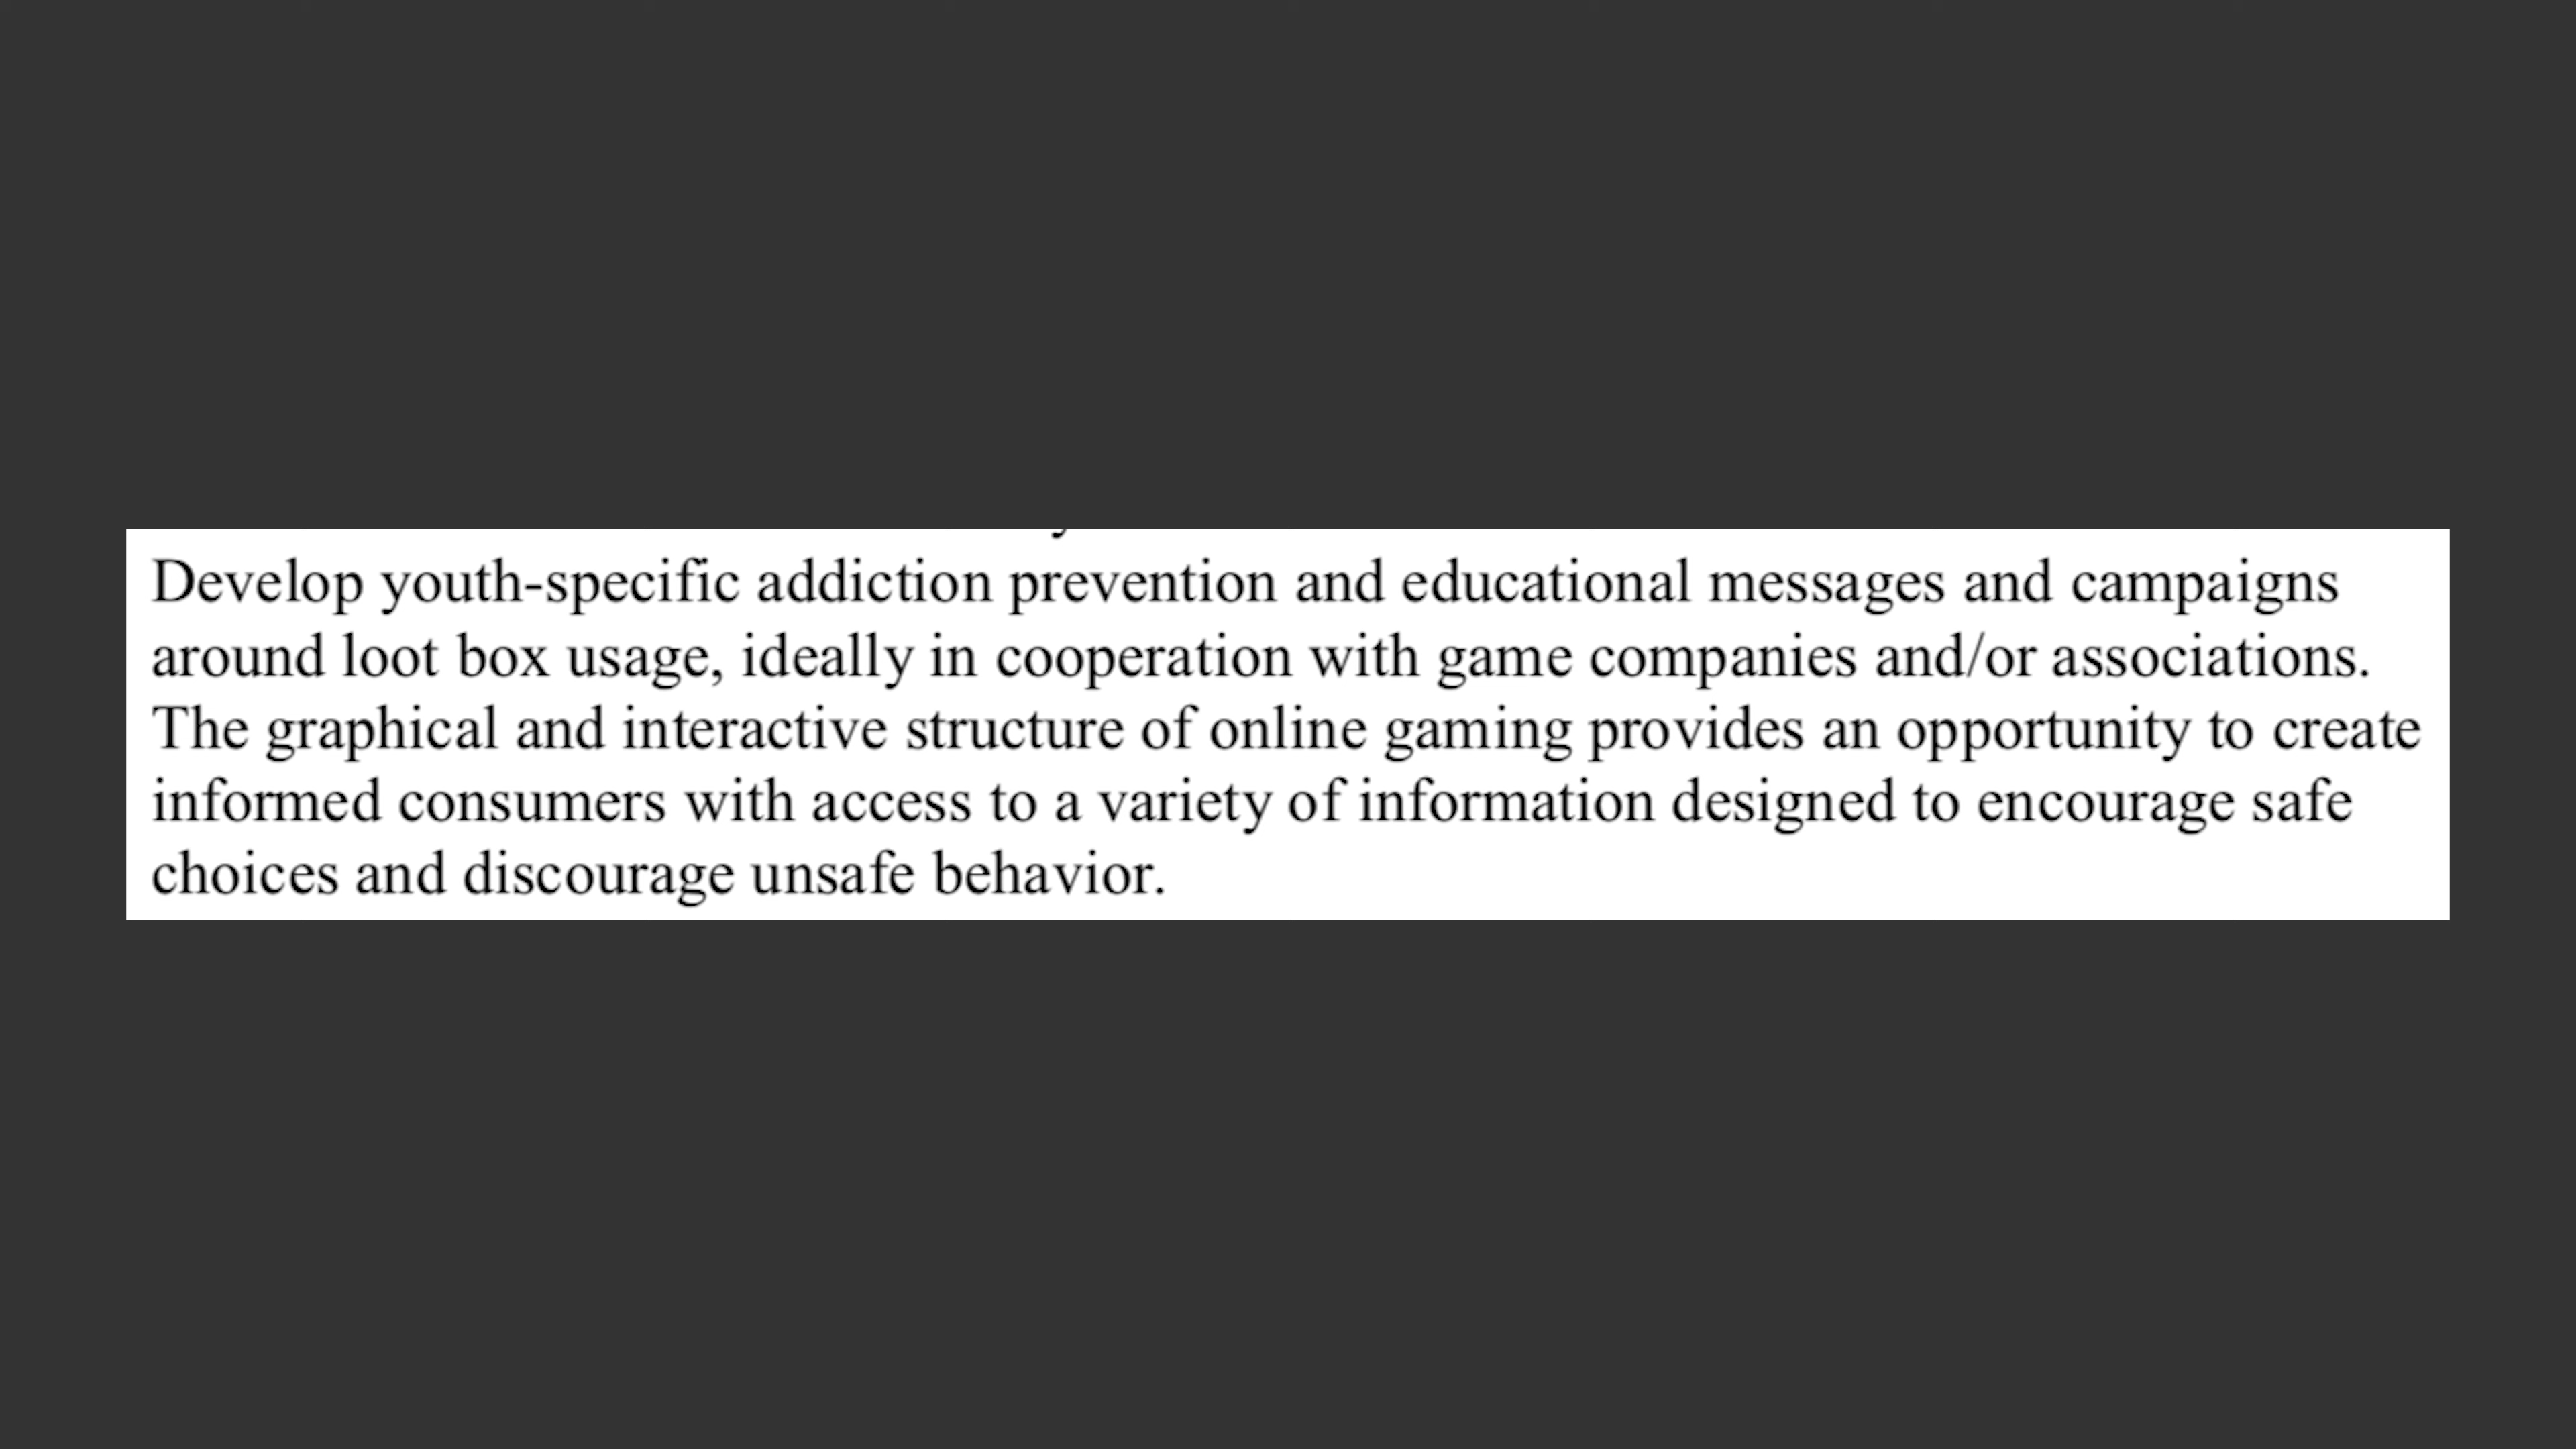 Develop youth-specific addiction prevention and educational messages and campaigns
around loot box usage, ideally in cooperation with game companies and/or associations.
The graphical and interactive structure of online gaming provides an opportunity to create
informed consumers with access to a variety of information designed to encourage safe
choices and discourage unsafe behavior.